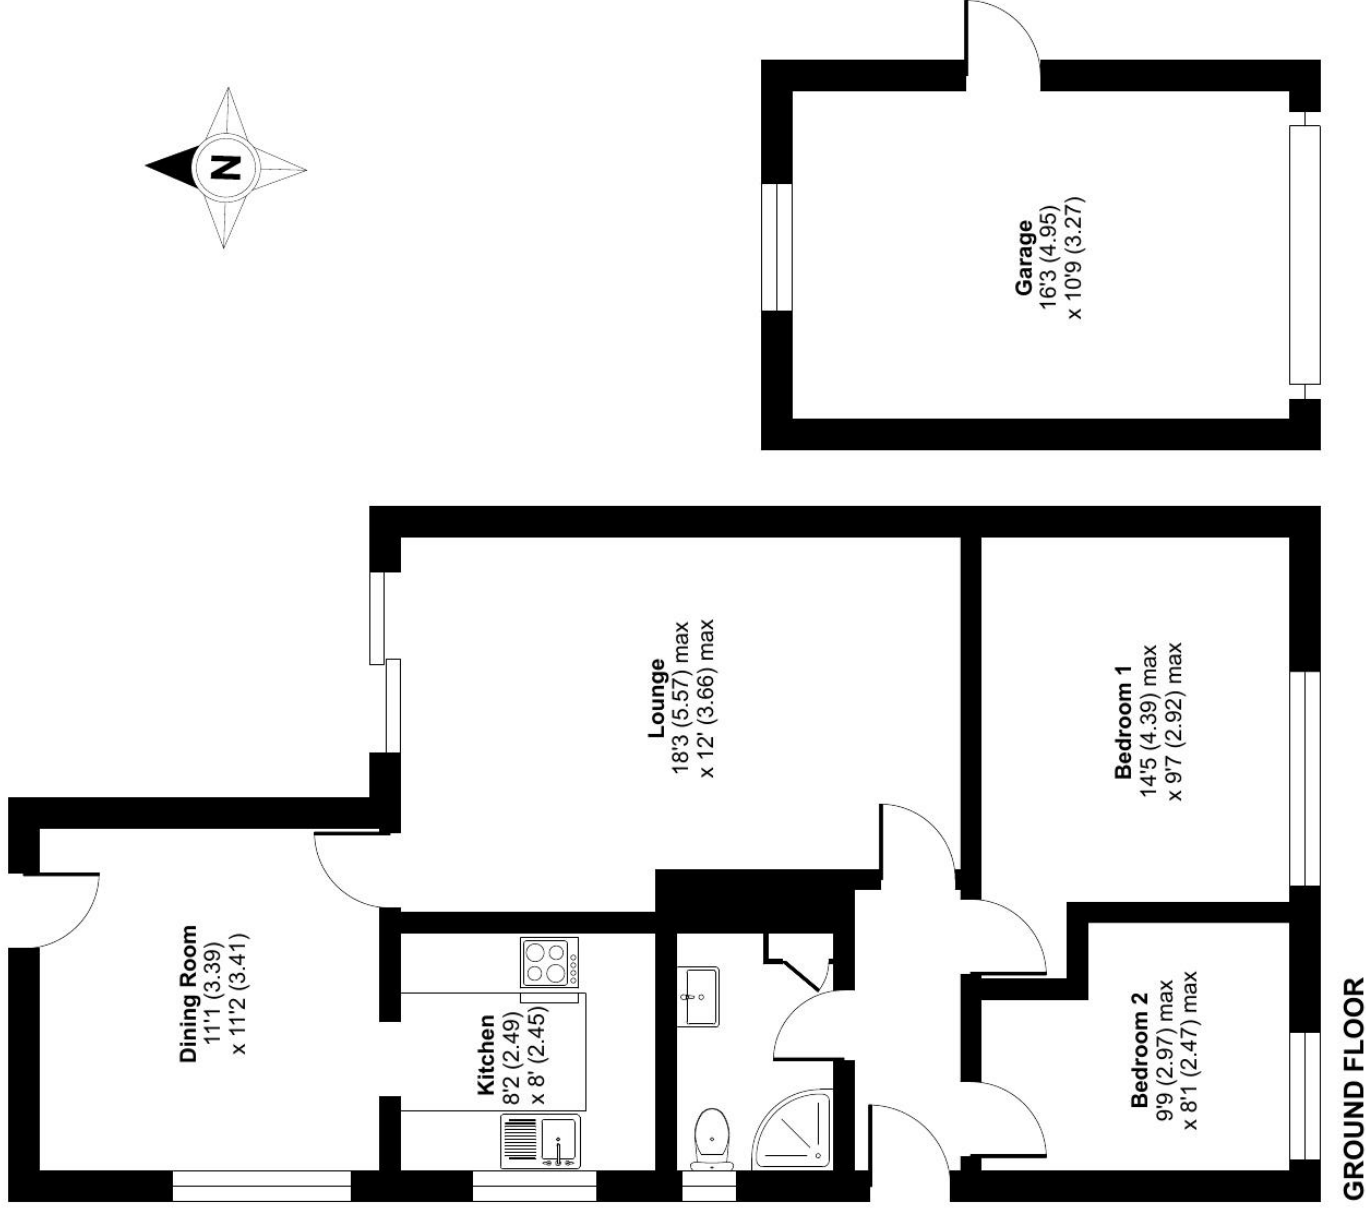 N
Garage
16'3 (4.95)
x 10'9 (3.27)
Dining Room
11'1 (3.39)
x 11'2 (3.41)
Lounge
18'3 (5.57) max
x 12' (3.66) max
Kitchen
8'2 (2.49)
x 8' (2.45)
Bedroom 1
14'5 (4.39) max
x 9'7 (2.92) max
Bedroom 2
9'9 (2.97) max
x 8'1 (2.47) max
GROUND FLOOR